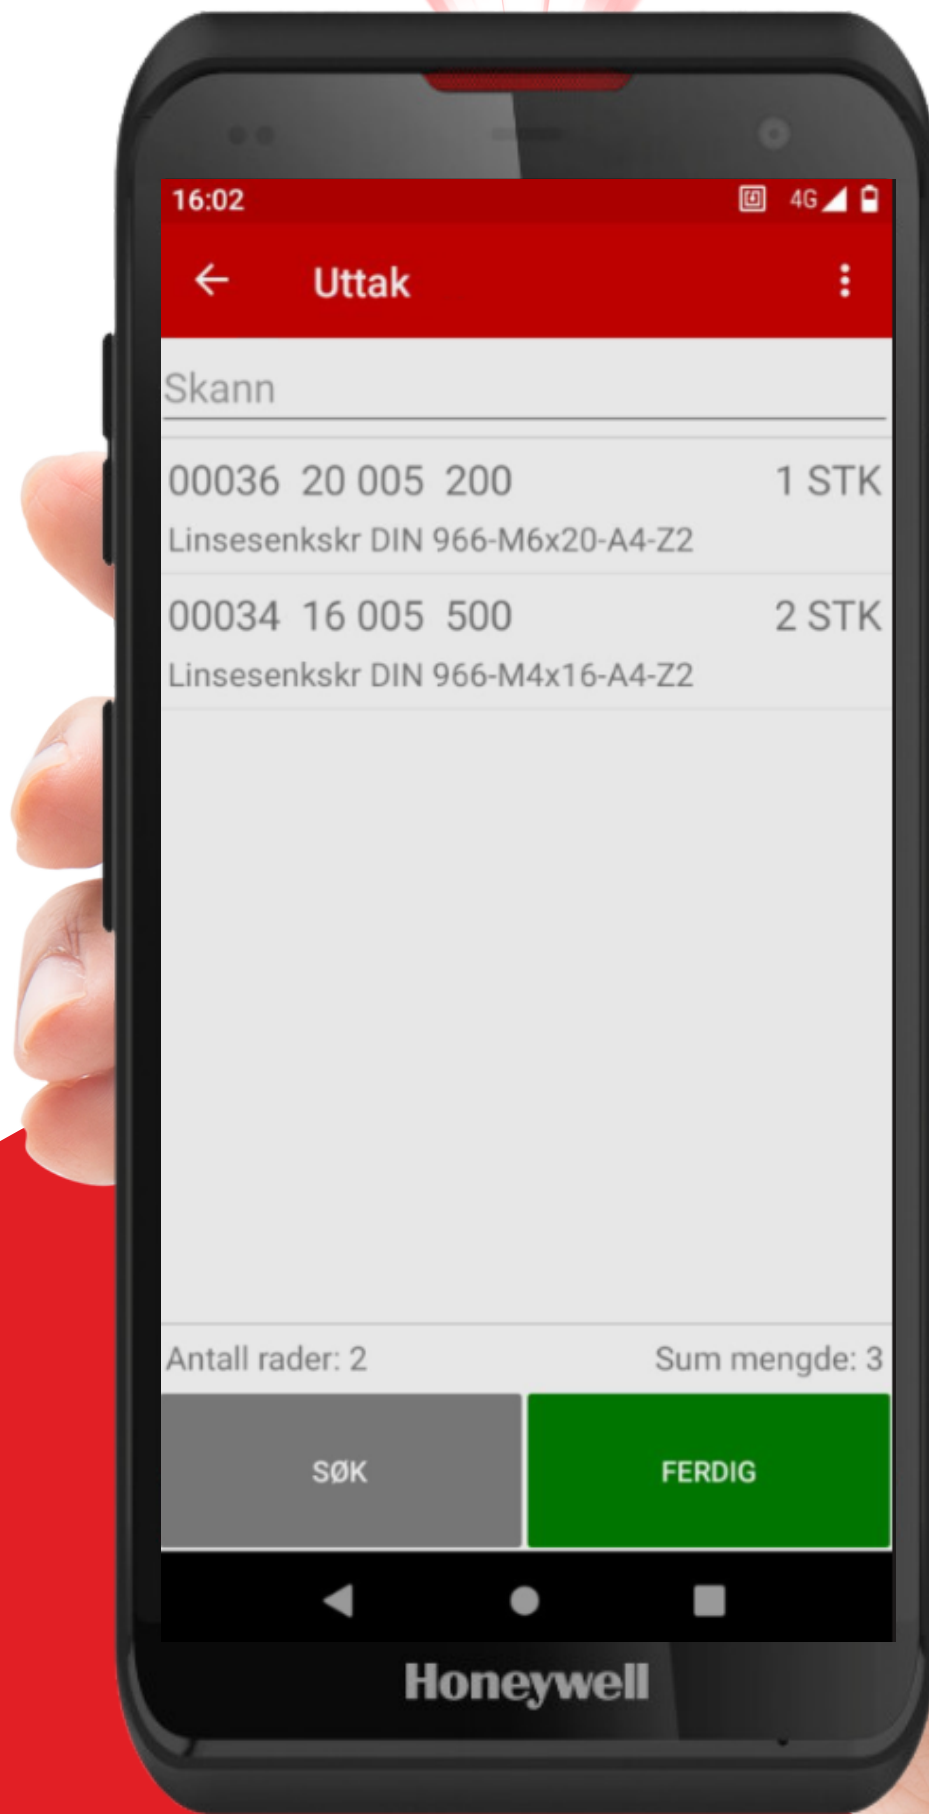 16:02 4G
Uttak
Skann
00036 20 005 200 1 STK
Linsesenkskr DIN 966-M6x20-A4-Z2
00034 16 005 500 2 STK
Linsesenkskr DIN 966-M4x16-A4-Z2
Antall rader: 2 Sum mengde: 3
SØK FERDIG
Honeywell